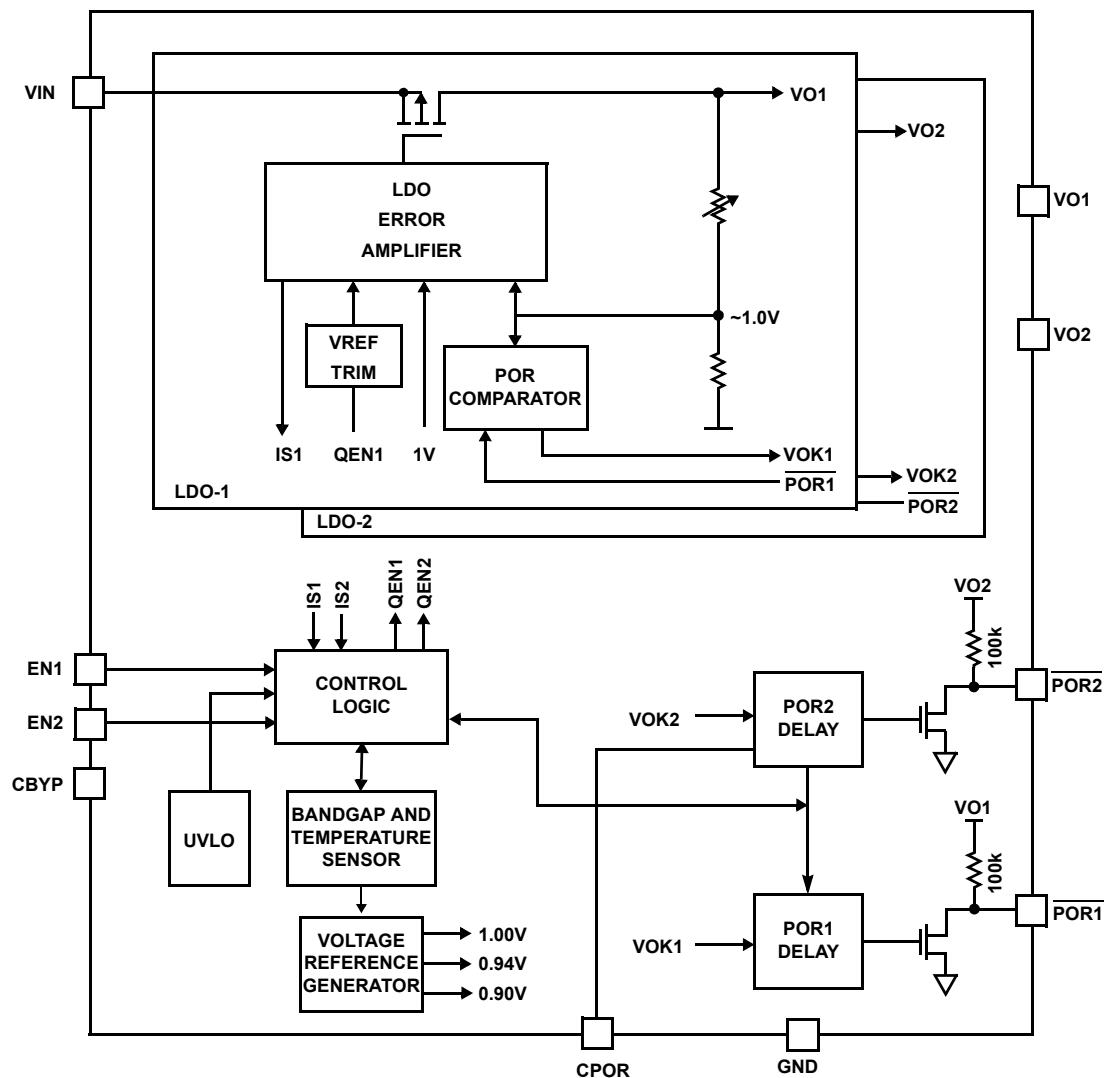 VIN
VO1
VO2
LDO
ERROR
AMPLIFIER
VO1
~1.0V
VO2
VREF
TRIM
POR
COMPARATOR
IS1
QEN1
1V
VOK1
POR1
VOK2
POR2
LDO-1
LDO-2
IS1
IS2
QEN1
QEN2
VO2
100k
EN1
CONTROL
LOGIC
POR2
DELAY
POR2
VOK2
EN2
CBYP
UVLO
BANDGAP AND
TEMPERATURE
SENSOR
VO1
100k
VOLTAGE
REFERENCE
GENERATOR
1.00V
0.94V
0.90V
VOK1
POR1
DELAY
POR1
CPOR
GND